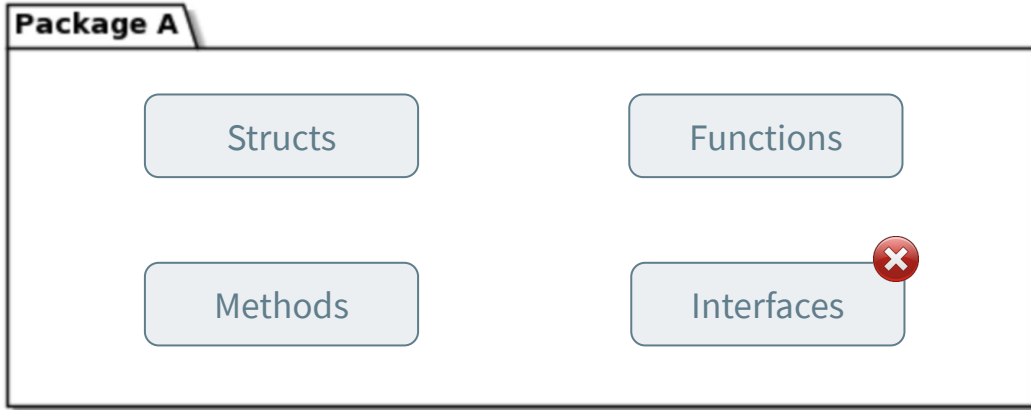 Package A
Structs
Functions
Methods
Interfaces